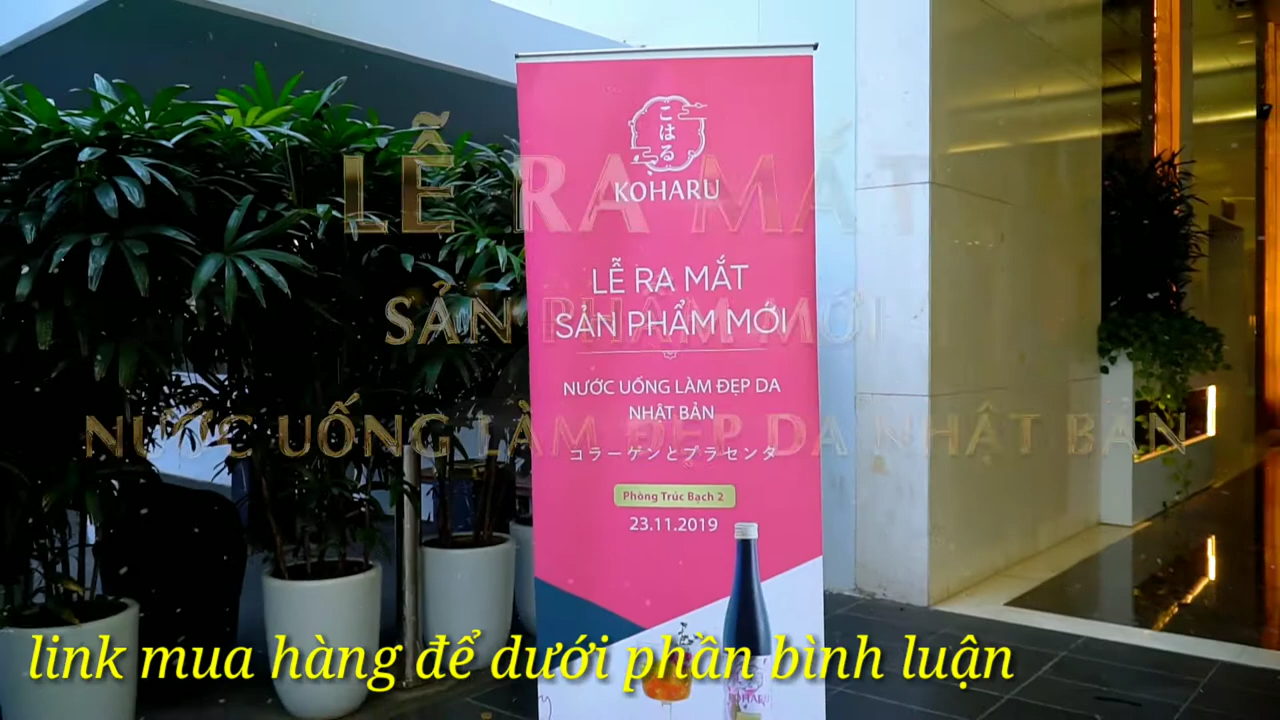 こはる
KOHARU
LỄ RA MẮT
SẢN PHẨM MỚI
NƯỚC UỐNG LÀM ĐẸP DA
NHẬT BẢN
コラーゲンとプラセンタ
Phòng Trúc Bạch 2
23.11.2019
KOHARU
LỄ RA MẮT
SẢN PHẨM MỚI
NƯỚC UỐNG LÀM ĐẸP DA NHẬT BẢN
link mua hàng để dưới phần bình luận